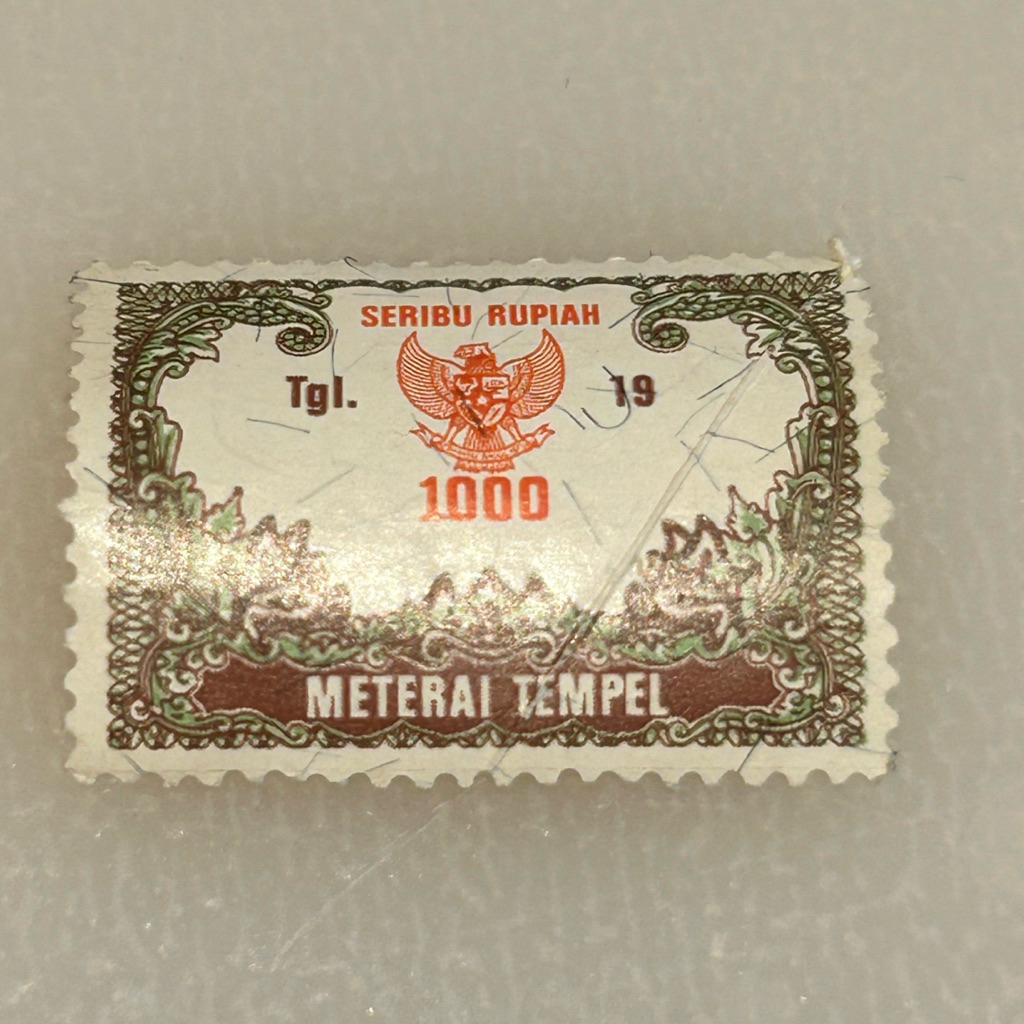 SERIBU RUPIAH
Tgl. 19
1000
METERAI TEMPEL